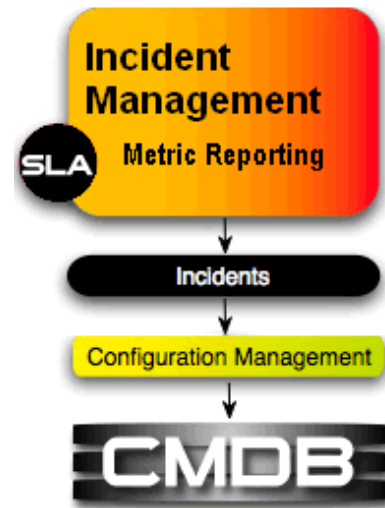 Incident
Management
Metric Reporting
SLA
Incidents
Configuration Management
CMDB